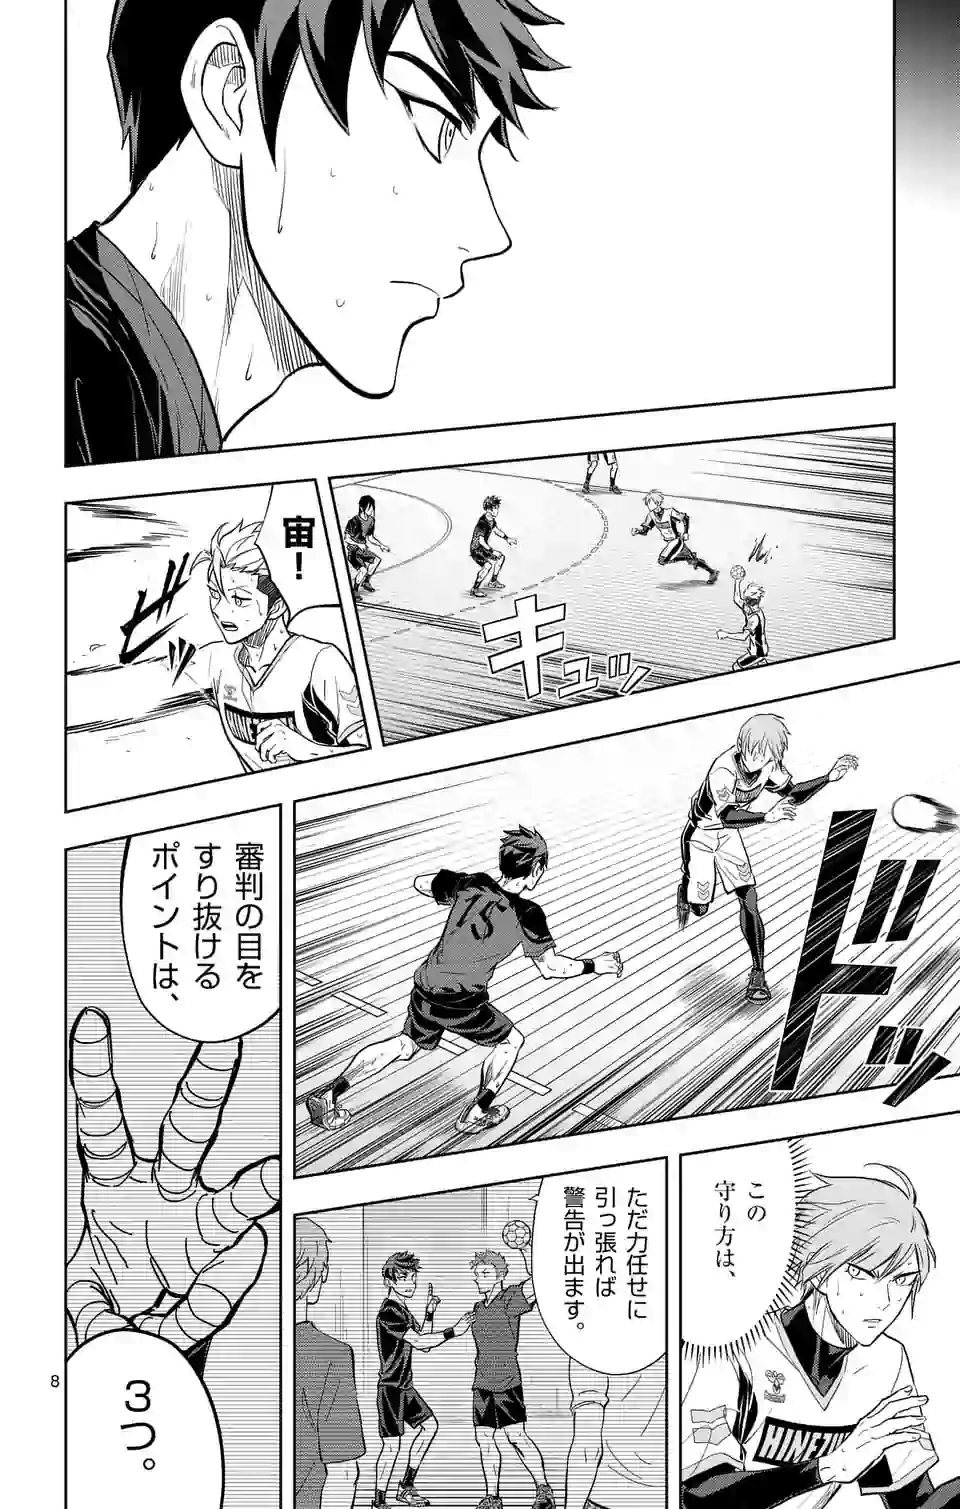 キュッ
宙！
ビッ
ドドッ
15
この
守り方は、
HINEZU
ただ力任せに
引っ張れば
警告が出ます。
審判の目を
すり抜ける
ポイントは、
3つ。
8